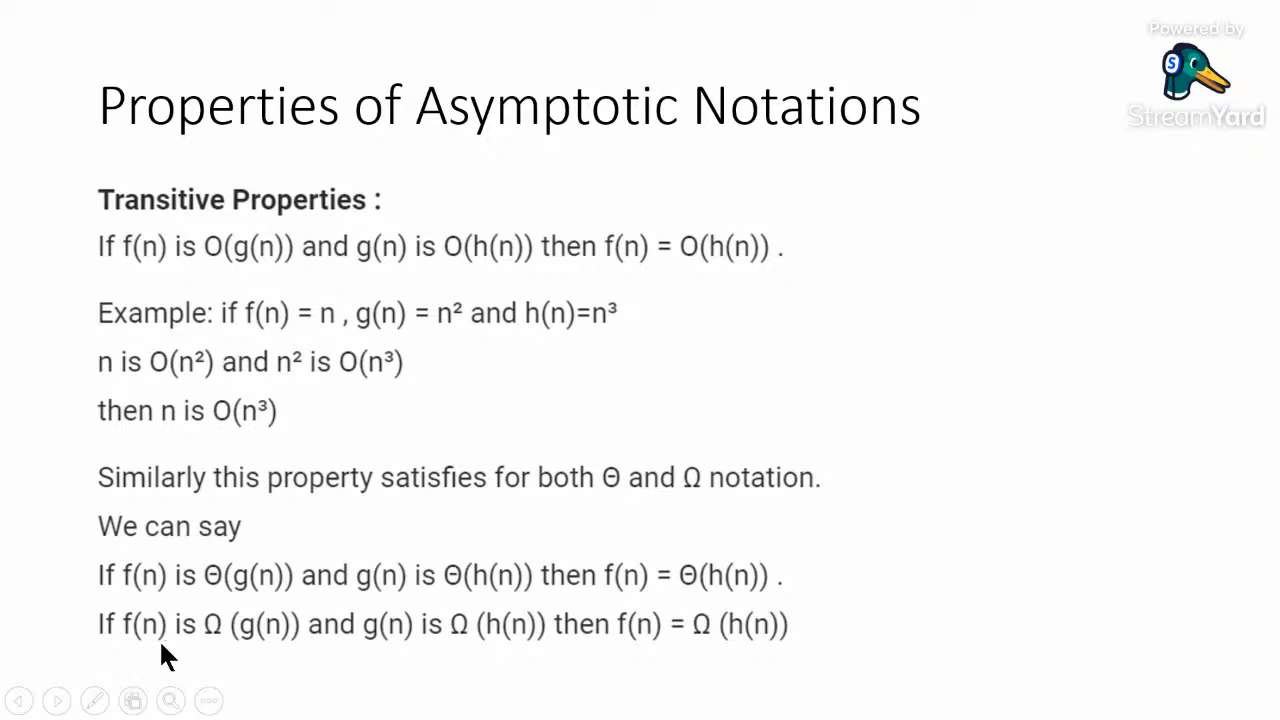 Powered by
S
StreamYard
Properties of Asymptotic Notations
Transitive Properties :
If f(n) is O(g(n)) and g(n) is O(h(n)) then f(n) = O(h(n)) .
Example: if f(n) = n , g(n) = n² and h(n)=n³
n is O(n²) and n² is O(n³)
then n is O(n³)
Similarly this property satisfies for both Θ and Ω notation.
We can say
If f(n) is Θ(g(n)) and g(n) is Θ(h(n)) then f(n) = Θ(h(n)) .
If f(n) is Ω (g(n)) and g(n) is Ω (h(n)) then f(n) = Ω (h(n))